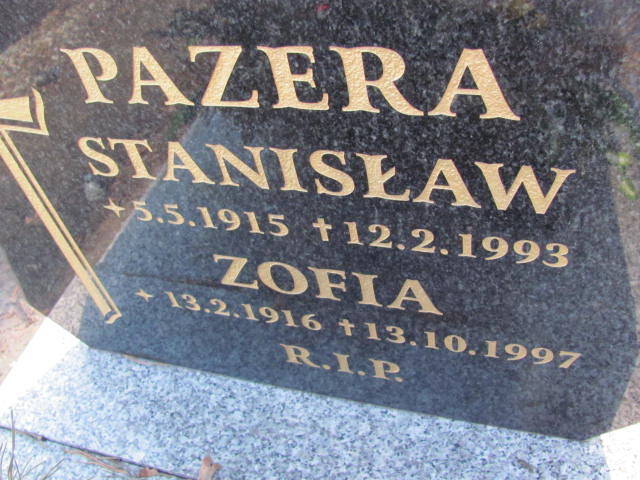 PAZERA
STANISŁAW
✦ 5.5.1915 ✝ 12.2.1993
ZOFIA
✦ 13.2.1916 ✝ 13.10.1997
R.I.P.